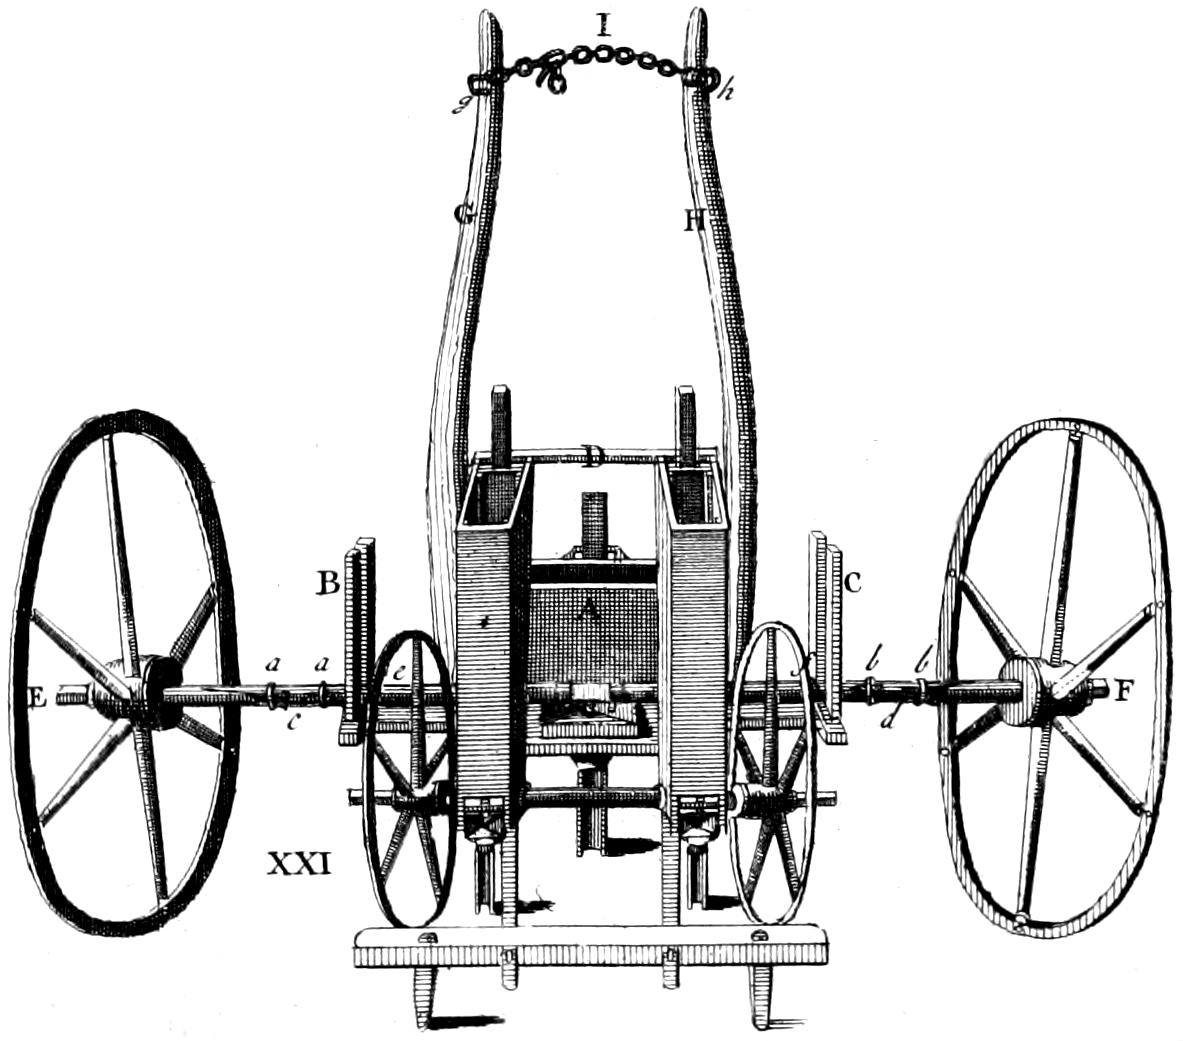 I
g h
G H
D
B A C
a a e f b b
E c d F
XXI